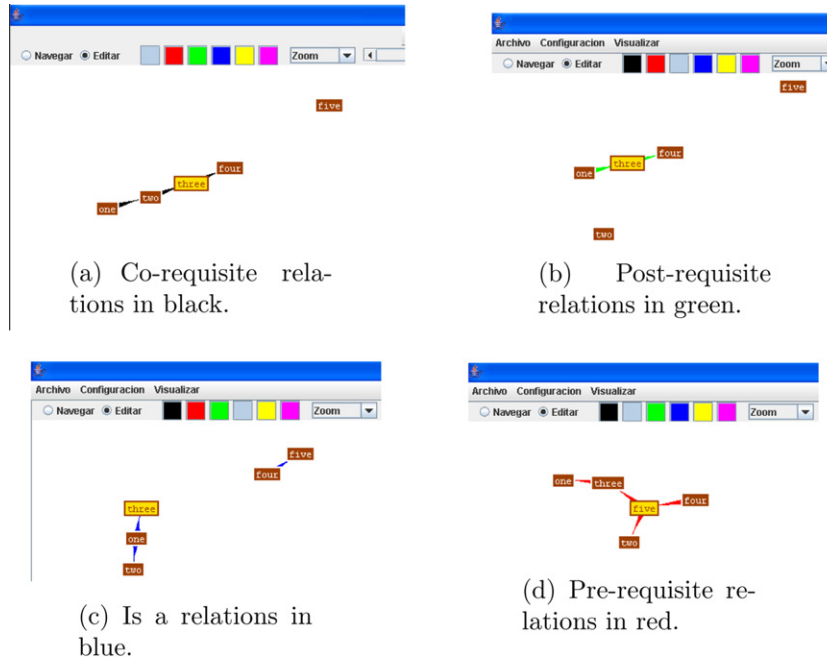 Navegar Editar Zoom
five
four
three
two
one
(a) Co-requisite rela-
tions in black.
Archivo Configuracion Visualizar
Navegar Editar Zoom
five
four
three
one
two
(b) Post-requisite
relations in green.
Archivo Configuracion Visualizar
Navegar Editar Zoom
five
four
three
one
two
(c) Is a relations in
blue.
Archivo Configuracion Visualizar
Navegar Editar Zoom
one
three
four
five
two
(d) Pre-requisite re-
lations in red.